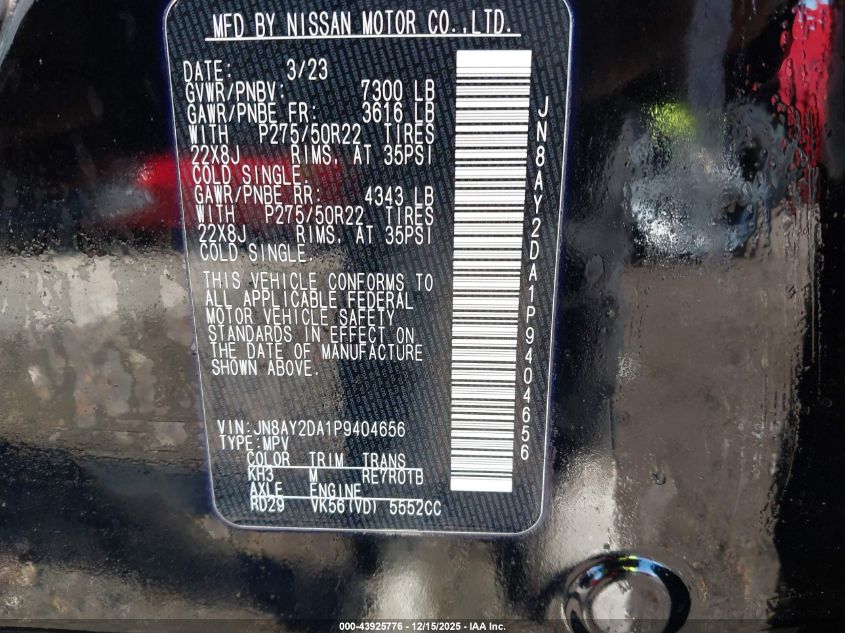 MFD BY NISSAN MOTOR CO.,LTD.
DATE: 3/23
GVWR/PNBV: 7300 LB
GAWR/PNBE FR: 3616 LB
WITH P275/50R22 TIRES
22X8J RIMS, AT 35PSI
COLD SINGLE.
GAWR/PNBE RR: 4343 LB
WITH P275/50R22 TIRES
22X8J RIMS, AT 35PSI
COLD SINGLE.
THIS VEHICLE CONFORMS TO
ALL APPLICABLE FEDERAL
MOTOR VEHICLE SAFETY
STANDARDS IN EFFECT ON
THE DATE OF MANUFACTURE
SHOWN ABOVE.
VIN:JN8AY2DA1P9404656
TYPE:MPV
COLOR TRIM TRANS
KH3 M RE7R01B
AXLE ENGINE
RD29 VK56(VD) 5552CC
JN8AY2DA1P9404656
000-43925776 - 12/15/2025 - IAA Inc.